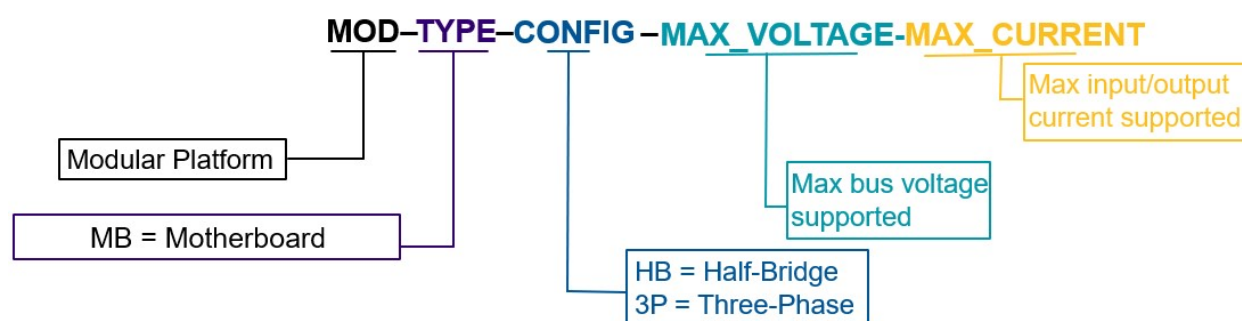 MOD–TYPE–CONFIG–MAX_VOLTAGE-MAX_CURRENT
Max input/output
current supported
Modular Platform
Max bus voltage
supported
MB = Motherboard
HB = Half-Bridge
3P = Three-Phase